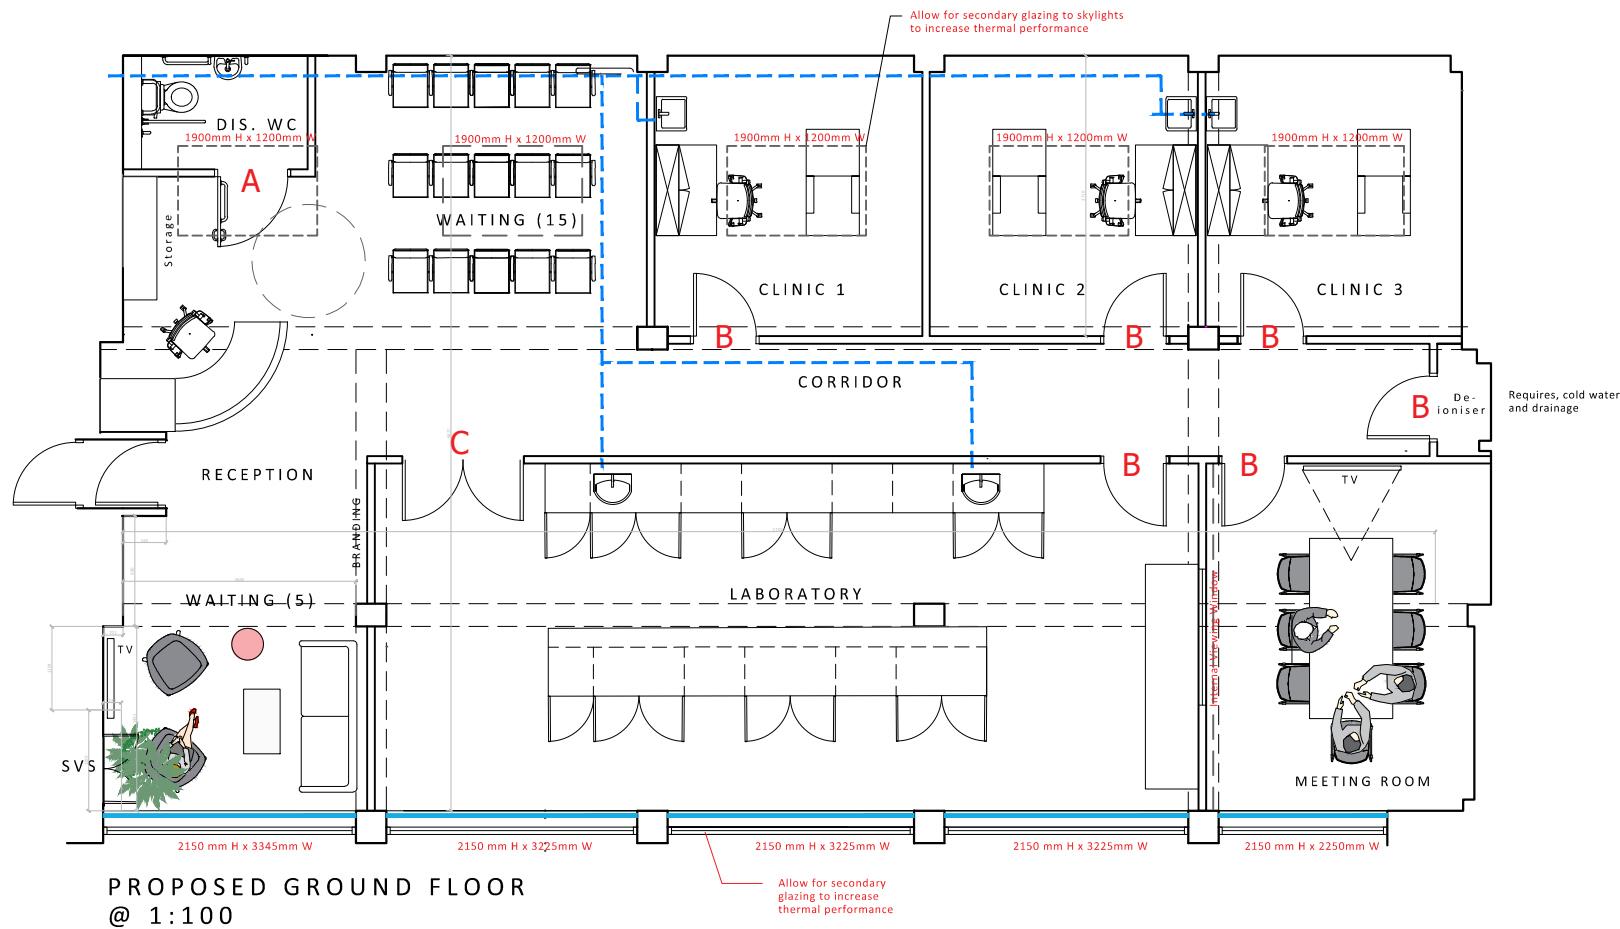 Allow for secondary glazing to skylights
to increase thermal performance
DIS. WC
1900mm H x 1200mm W
1900mm H x 1200mm W
1900mm H x 1200mm W
1900mm H x 1200mm W
1900mm H x 1200mm W
A
WAITING (15)
Storage
CLINIC 1
CLINIC 2
CLINIC 3
B
B
B
CORRIDOR
B
De-
ioniser
Requires, cold water
and drainage
C
B
B
RECEPTION
TV
BRANDING
LABORATORY
WAITING (5)
Internal Viewing Window
TV
SVS
MEETING ROOM
2150 mm H x 3345mm W
2150 mm H x 3225mm W
2150 mm H x 3225mm W
2150 mm H x 3225mm W
2150 mm H x 2250mm W
Allow for secondary
glazing to increase
thermal performance
PROPOSED GROUND FLOOR
@ 1:100